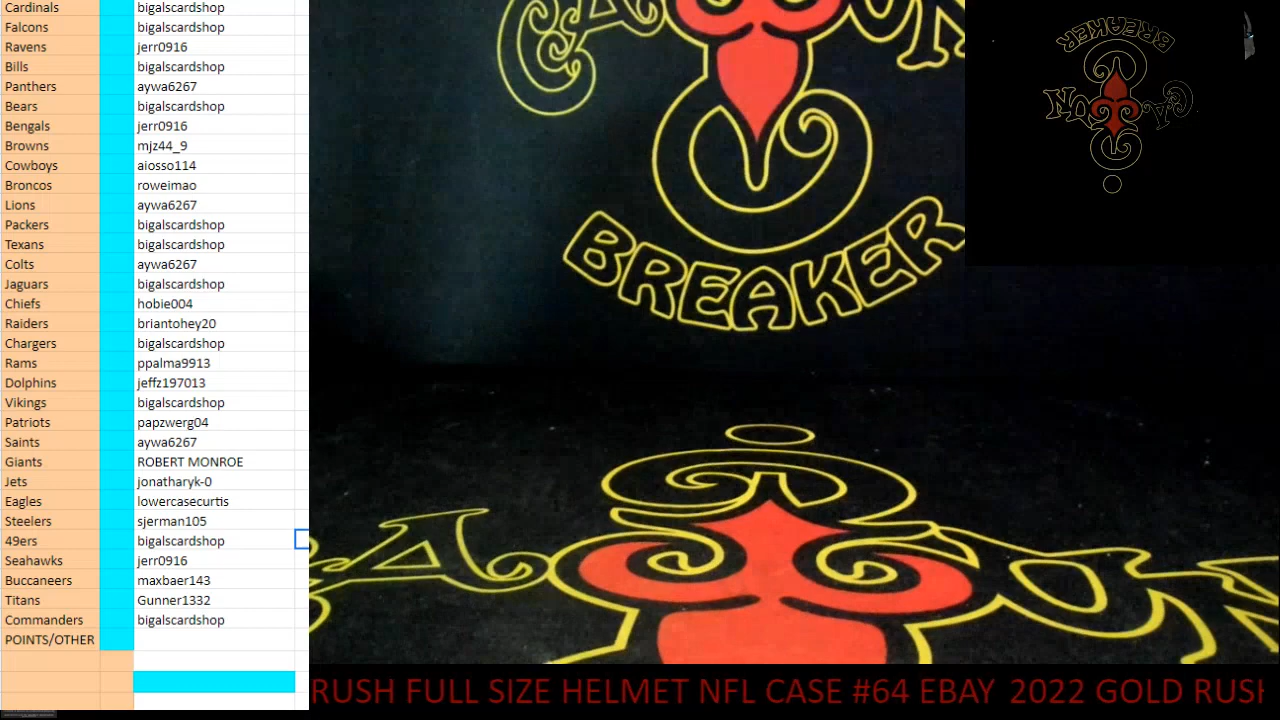 Cardinals bigalscardshop
Falcons bigalscardshop
Ravens jerr0916
Bills bigalscardshop
Panthers aywa6267
Bears bigalscardshop
Bengals jerr0916
Browns mjz44_9
Cowboys aiosso114
Broncos roweimao
Lions aywa6267
Packers bigalscardshop
Texans bigalscardshop
Colts aywa6267
Jaguars bigalscardshop
Chiefs hobie004
Raiders briantohey20
Chargers bigalscardshop
Rams ppalma9913
Dolphins jeffz197013
Vikings bigalscardshop
Patriots papzwerg04
Saints aywa6267
Giants ROBERT MONROE
Jets jonatharyk-0
Eagles lowercasecurtis
Steelers sjerman105
49ers bigalscardshop
Seahawks jerr0916
Buccaneers maxbaer143
Titans Gunner1332
Commanders bigalscardshop
POINTS/OTHER
BREAKER
BREAKER
RUSH FULL SIZE HELMET NFL CASE #64 EBAY 2022 GOLD RUSH